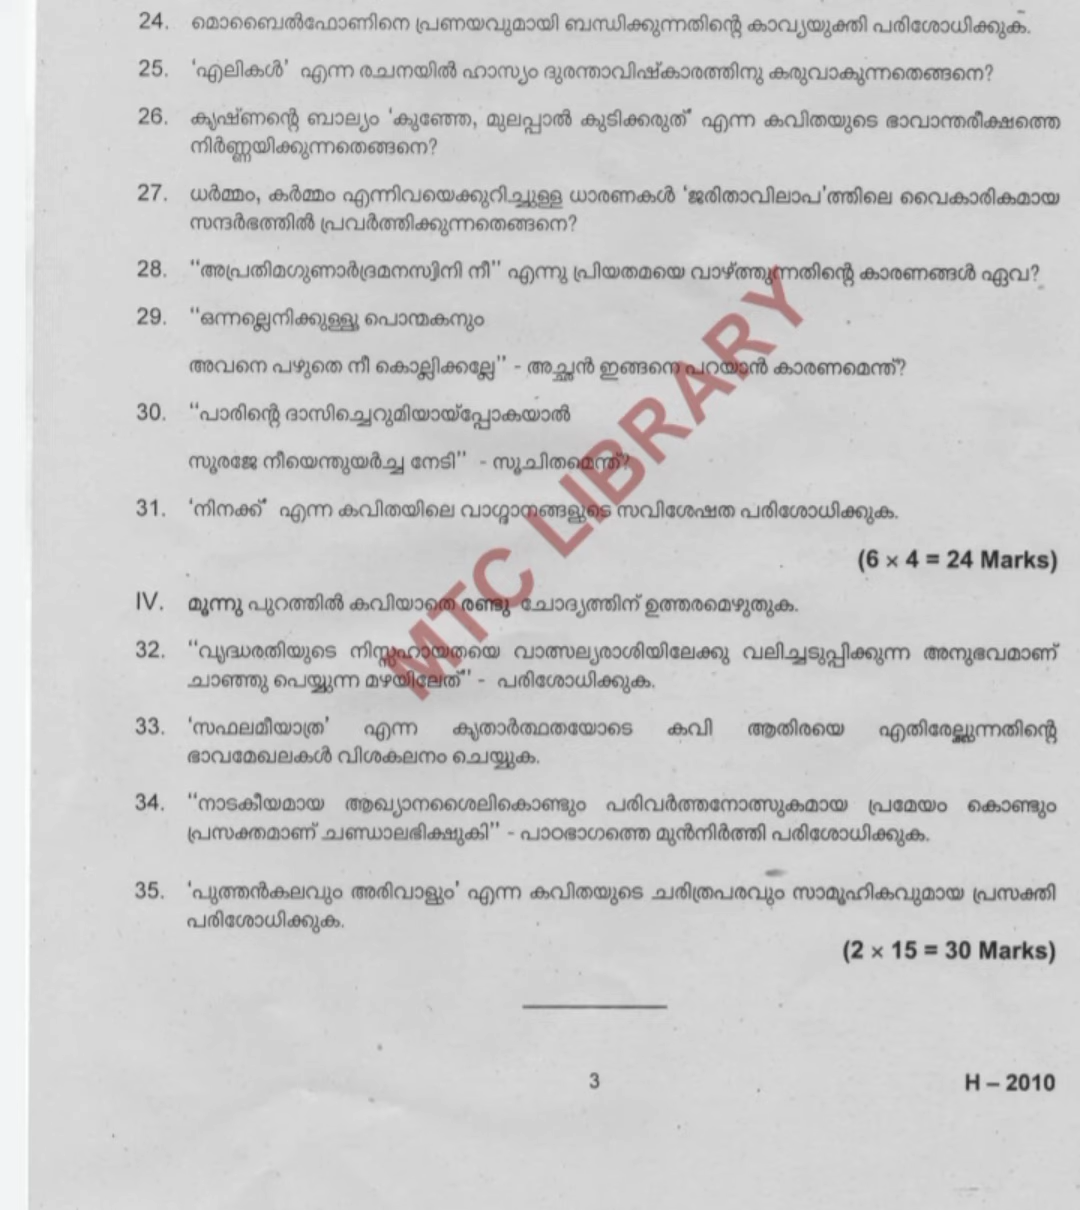 24. മൊബൈൽഫോണിനെ പ്രണയവുമായി ബന്ധിക്കുന്നതിന്റെ കാവ്യയുക്തി പരിശോധിക്കുക.
25. 'എലികൾ' എന്ന രചനയിൽ ഹാസ്യം ദുരന്താവിഷ്കാരത്തിനു കരുവാകുന്നതെങ്ങനെ?
26. കൃഷ്ണന്റെ ബാല്യം 'കുഞ്ഞേ, മുലപ്പാൽ കുടിക്കരുത്' എന്ന കവിതയുടെ ഭാവാന്തരീക്ഷത്തെ
നിർണ്ണയിക്കുന്നതെങ്ങനെ?
27. ധർമ്മം, കർമ്മം എന്നിവയെക്കുറിച്ചുള്ള ധാരണകൾ 'ജരിതാവിലാപ'ത്തിലെ വൈകാരികമായ
സന്ദർഭത്തിൽ പ്രവർത്തിക്കുന്നതെങ്ങനെ?
28. "അപ്രതിമഗുണാർദ്രമനസ്വിനി നീ" എന്നു പ്രിയതമയെ വാഴ്ത്തുന്നതിന്റെ കാരണങ്ങൾ ഏവ?
29. "ഒന്നല്ലെനിക്കുള്ളൂ പൊന്മകനും
അവനെ പഴുതെ നീ കൊല്ലിക്കല്ലേ" - അച്ഛൻ ഇങ്ങനെ പറയാൻ കാരണമെന്ത്?
30. "പാരിന്റെ ദാസിച്ചെറുമിയായ്പ്പോകയാൽ
സൂരജേ നീയെന്തുയർച്ച നേടി" - സൂചിതമെന്ത്?
31. 'നിനക്ക്' എന്ന കവിതയിലെ വാഗ്ദാനങ്ങളുടെ സവിശേഷത പരിശോധിക്കുക.
(6 × 4 = 24 Marks)
IV. മൂന്നു പുറത്തിൽ കവിയാതെ രണ്ടു ചോദ്യത്തിന് ഉത്തരമെഴുതുക.
32. "വൃദ്ധരതിയുടെ നിസ്സഹായതയെ വാത്സല്യരാശിയിലേക്കു വലിച്ചടുപ്പിക്കുന്ന അനുഭവമാണ്
ചാഞ്ഞു പെയ്യുന്ന മഴയിലേത്" - പരിശോധിക്കുക.
33. 'സഫലമീയാത്ര' എന്ന കൃതാർത്ഥതയോടെ കവി ആതിരയെ എതിരേല്ക്കുന്നതിന്റെ
ഭാവമേഖലകൾ വിശകലനം ചെയ്യുക.
34. "നാടകീയമായ ആഖ്യാനശൈലികൊണ്ടും പരിവർത്തനോത്സുകമായ പ്രമേയം കൊണ്ടും
പ്രസക്തമാണ് ചണ്ഡാലഭിക്ഷുകി" - പാഠഭാഗത്തെ മുൻനിർത്തി പരിശോധിക്കുക.
35. 'പുത്തൻകലവും അരിവാളും' എന്ന കവിതയുടെ ചരിത്രപരവും സാമൂഹികവുമായ പ്രസക്തി
പരിശോധിക്കുക.
(2 × 15 = 30 Marks)
3 H – 2010
MTC LIBRARY